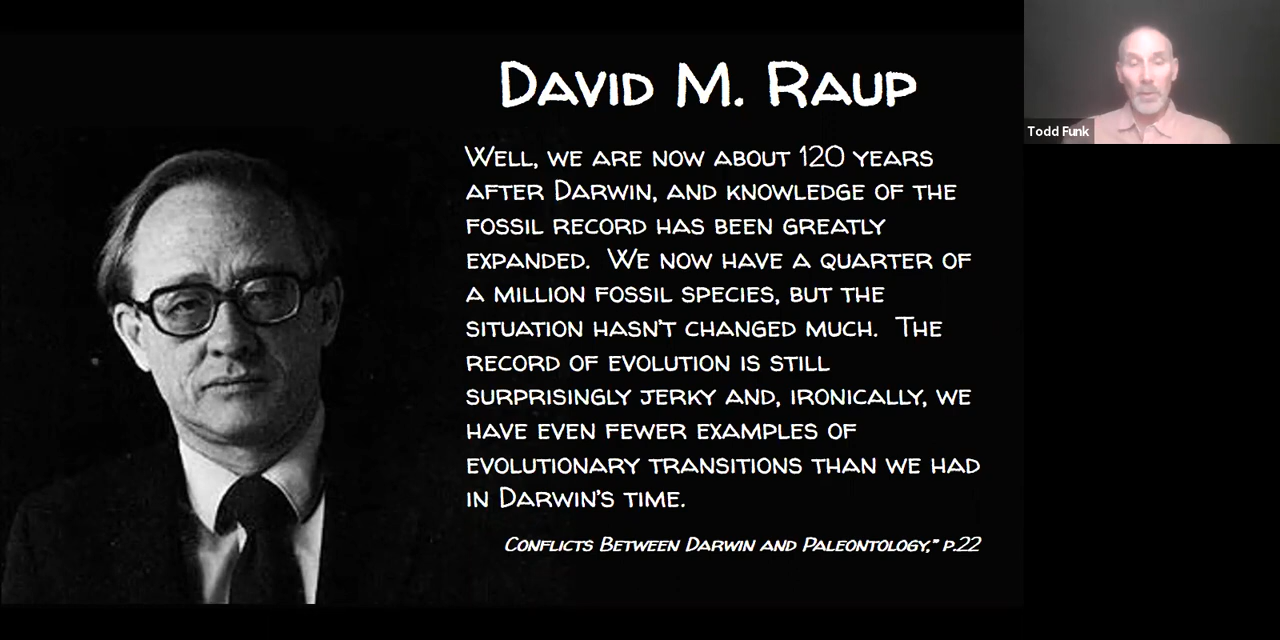 David M. Raup
Well, we are now about 120 years
after Darwin, and knowledge of the
fossil record has been greatly
expanded. We now have a quarter of
a million fossil species, but the
situation hasn't changed much. The
record of evolution is still
surprisingly jerky and, ironically, we
have even fewer examples of
evolutionary transitions than we had
in Darwin's time.
Conflicts Between Darwin and Paleontology," p.22
Todd Funk